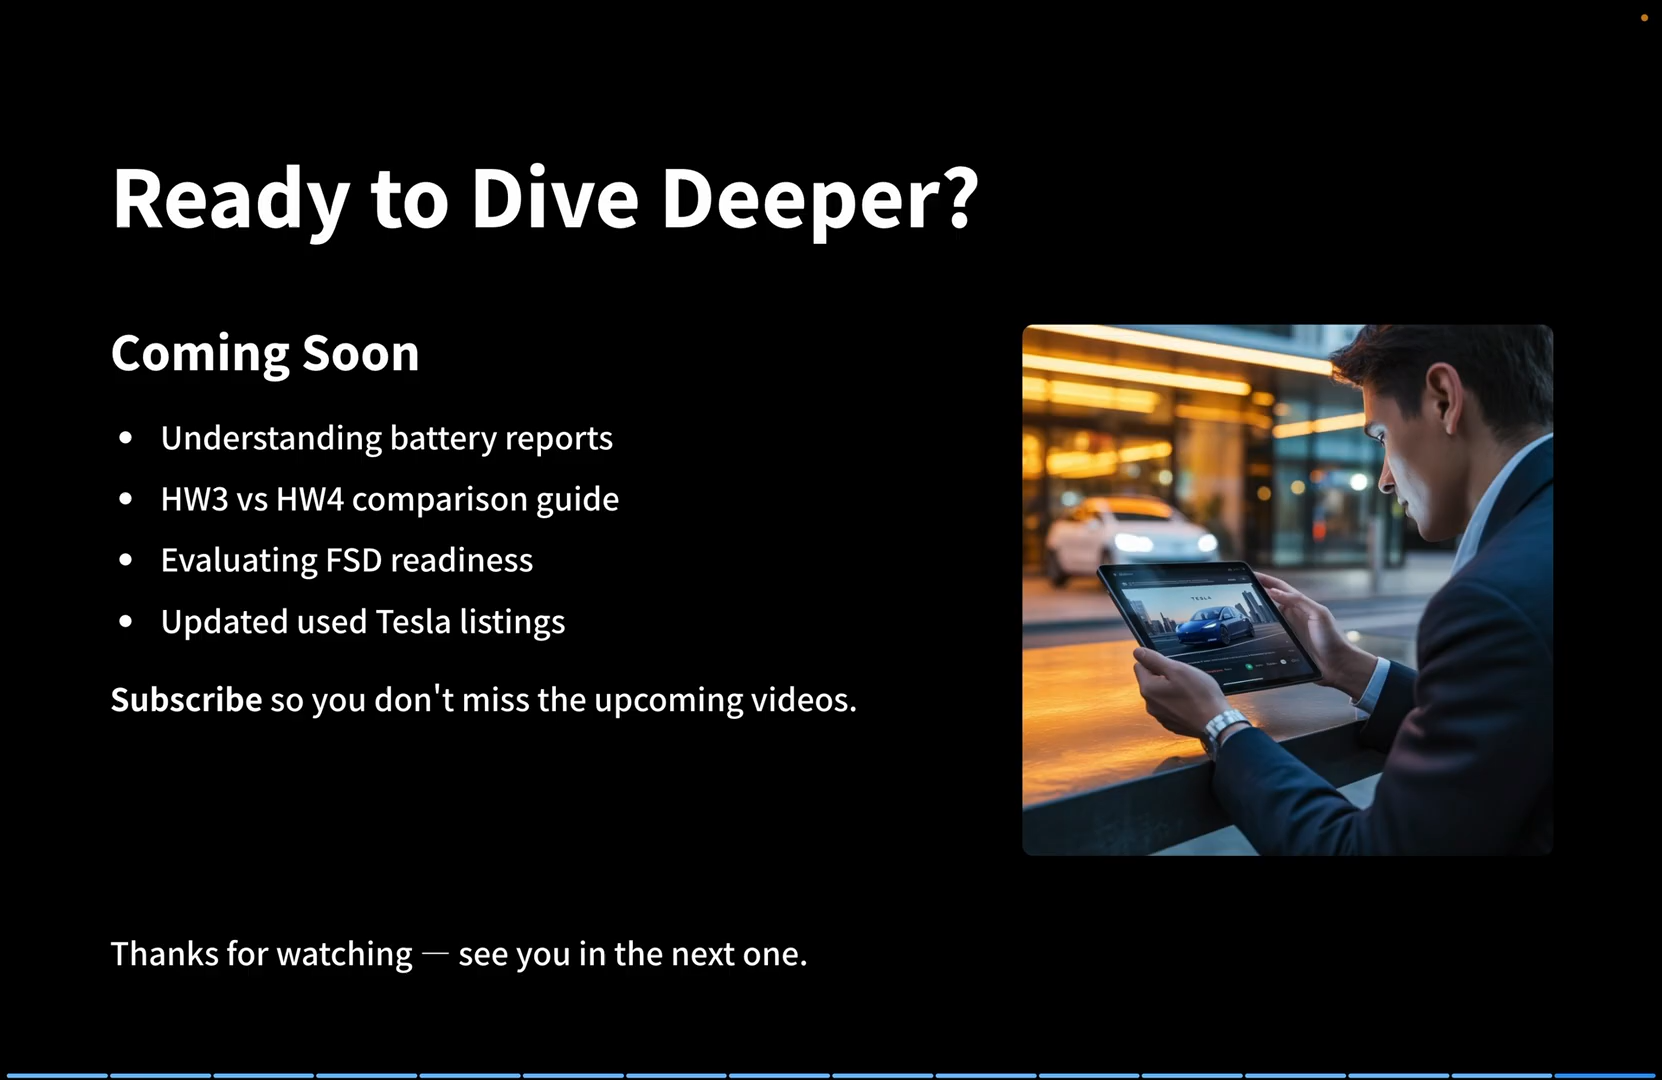 Ready to Dive Deeper?
Coming Soon
• Understanding battery reports
• HW3 vs HW4 comparison guide
• Evaluating FSD readiness
• Updated used Tesla listings
Subscribe so you don't miss the upcoming videos.
TESLA
Thanks for watching — see you in the next one.